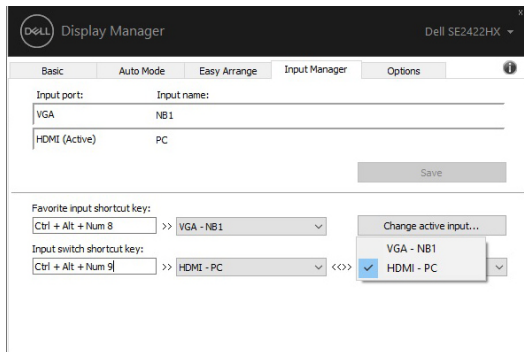 DELL Display Manager Dell SE2422HX
Basic Auto Mode Easy Arrange Input Manager Options
Input port: Input name:
VGA NB1
HDMI (Active) PC
Save
Favorite input shortcut key:
Ctrl + Alt + Num 8 >> VGA - NB1 Change active input...
Input switch shortcut key:
Ctrl + Alt + Num 9 >> HDMI - PC <<>>
VGA - NB1
HDMI - PC